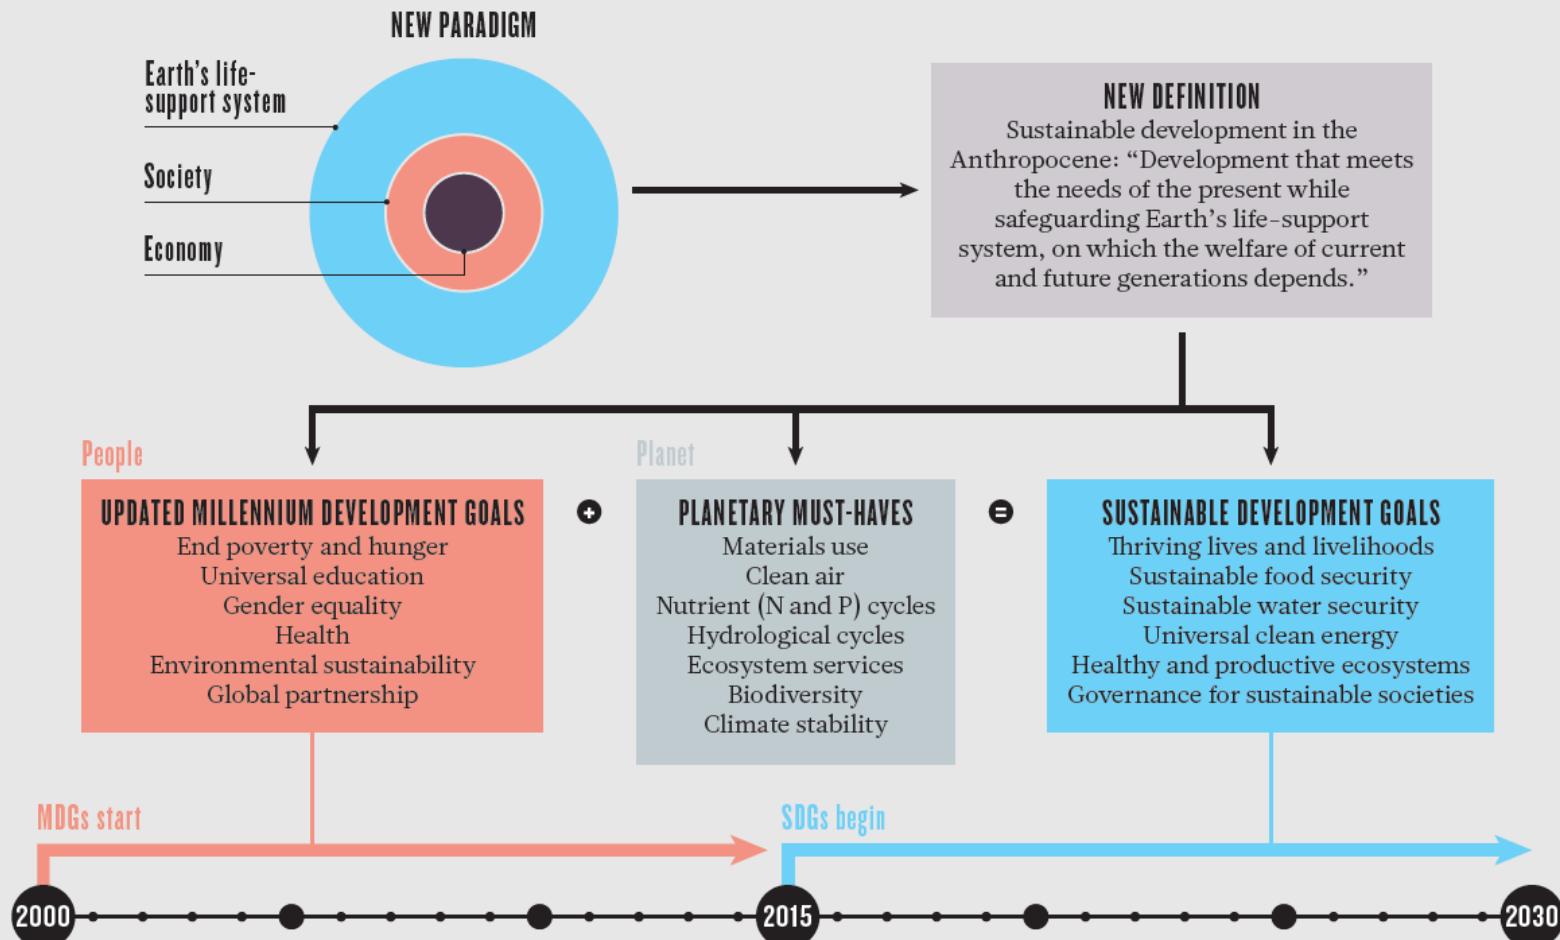 NEW PARADIGM
Earth's life-
support system
Society
Economy
NEW DEFINITION
Sustainable development in the
Anthropocene: “Development that meets
the needs of the present while
safeguarding Earth's life-support
system, on which the welfare of current
and future generations depends.”
People
UPDATED MILLENNIUM DEVELOPMENT GOALS
End poverty and hunger
Universal education
Gender equality
Health
Environmental sustainability
Global partnership
+
Planet
PLANETARY MUST-HAVES
Materials use
Clean air
Nutrient (N and P) cycles
Hydrological cycles
Ecosystem services
Biodiversity
Climate stability
=
SUSTAINABLE DEVELOPMENT GOALS
Thriving lives and livelihoods
Sustainable food security
Sustainable water security
Universal clean energy
Healthy and productive ecosystems
Governance for sustainable societies
MDGs start
SDGs begin
2000
2015
2030